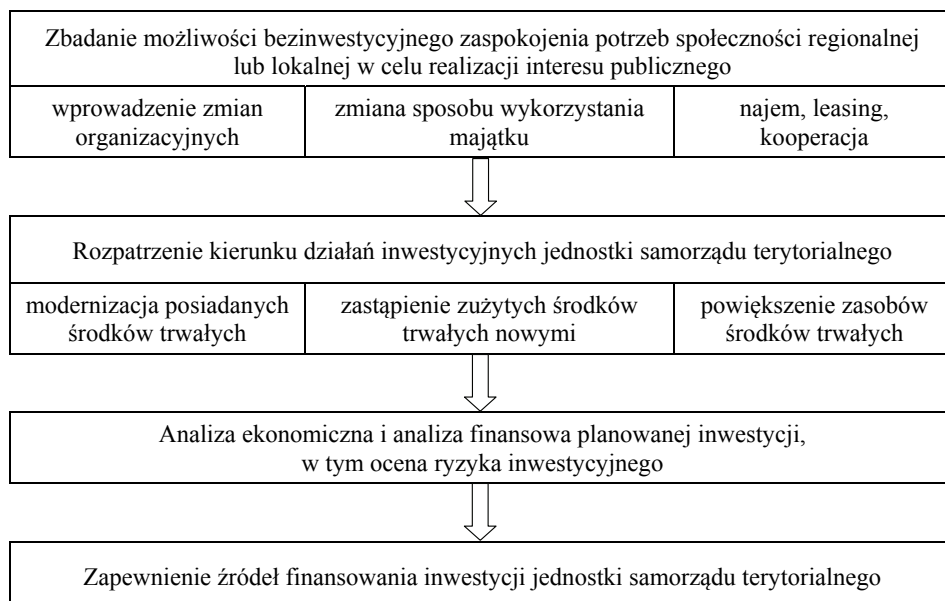 Zbadanie możliwości bezinwestycyjnego zaspokojenia potrzeb społeczności regionalnej
lub lokalnej w celu realizacji interesu publicznego
wprowadzenie zmian
organizacyjnych
zmiana sposobu wykorzystania
majątku
najem, leasing,
kooperacja
Rozpatrzenie kierunku działań inwestycyjnych jednostki samorządu terytorialnego
modernizacja posiadanych
środków trwałych
zastąpienie zużytych środków
trwałych nowymi
powiększenie zasobów
środków trwałych
Analiza ekonomiczna i analiza finansowa planowanej inwestycji,
w tym ocena ryzyka inwestycyjnego
Zapewnienie źródeł finansowania inwestycji jednostki samorządu terytorialnego